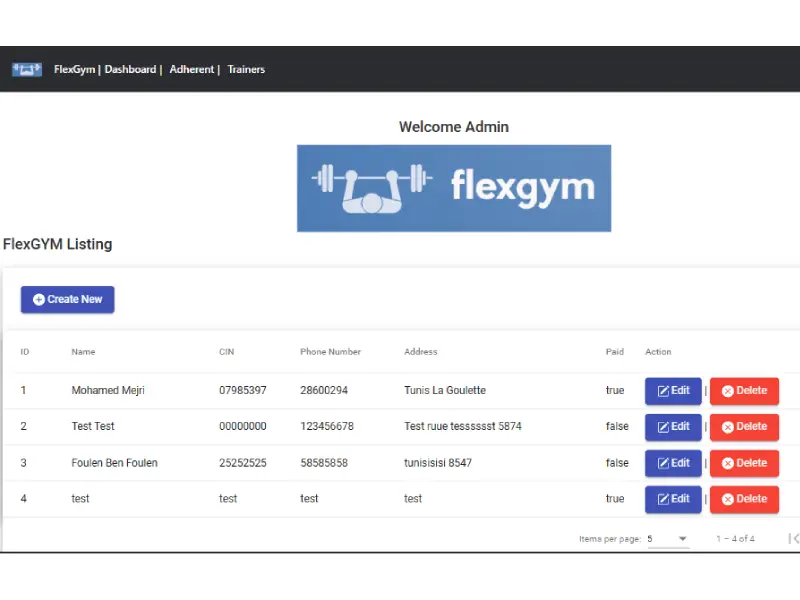 FlexGym | Dashboard | Adherent | Trainers
Welcome Admin
flexgym
FlexGYM Listing
Create New
ID Name CIN Phone Number Address Paid Action
1 Mohamed Mejri 07985397 28600294 Tunis La Goulette true Edit | Delete
2 Test Test 00000000 123456678 Test ruue tesssssst 5874 false Edit | Delete
3 Foulen Ben Foulen 25252525 58585858 tunisisisi 8547 false Edit | Delete
4 test test test test true Edit | Delete
Items per page: 5 1 – 4 of 4